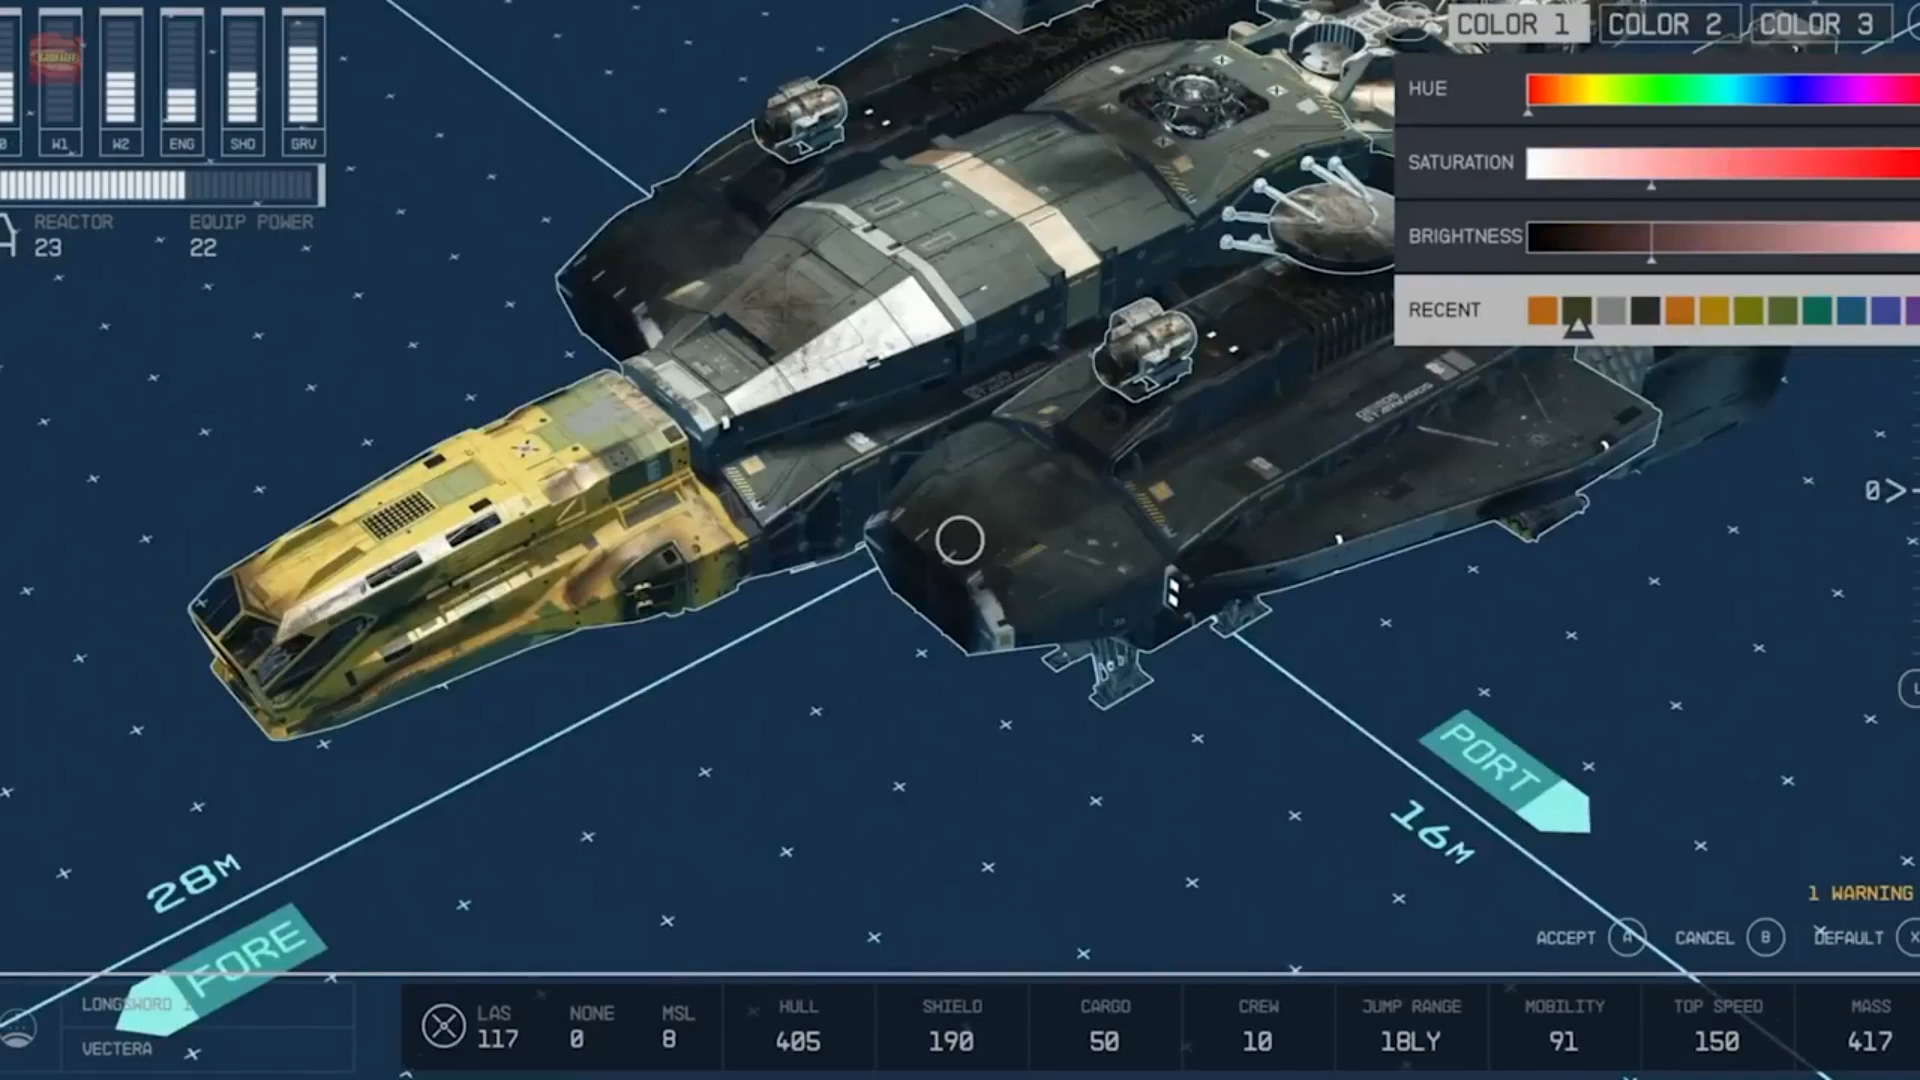 COLOR 1 COLOR 2 COLOR 3
HUE
SATURATION
BRIGHTNESS
RECENT
W1 W2 ENG SHD GRV
REACTOR EQUIP POWER
23 22
0>
PORT
16M
28M
FORE
1 WARNING
ACCEPT A CANCEL B DEFAULT X
LONGSWORD
VECTERA
LAS NONE MSL HULL SHIELD CARGO CREW JUMP RANGE MOBILITY TOP SPEED MASS
117 0 8 405 190 50 10 18LY 91 150 417